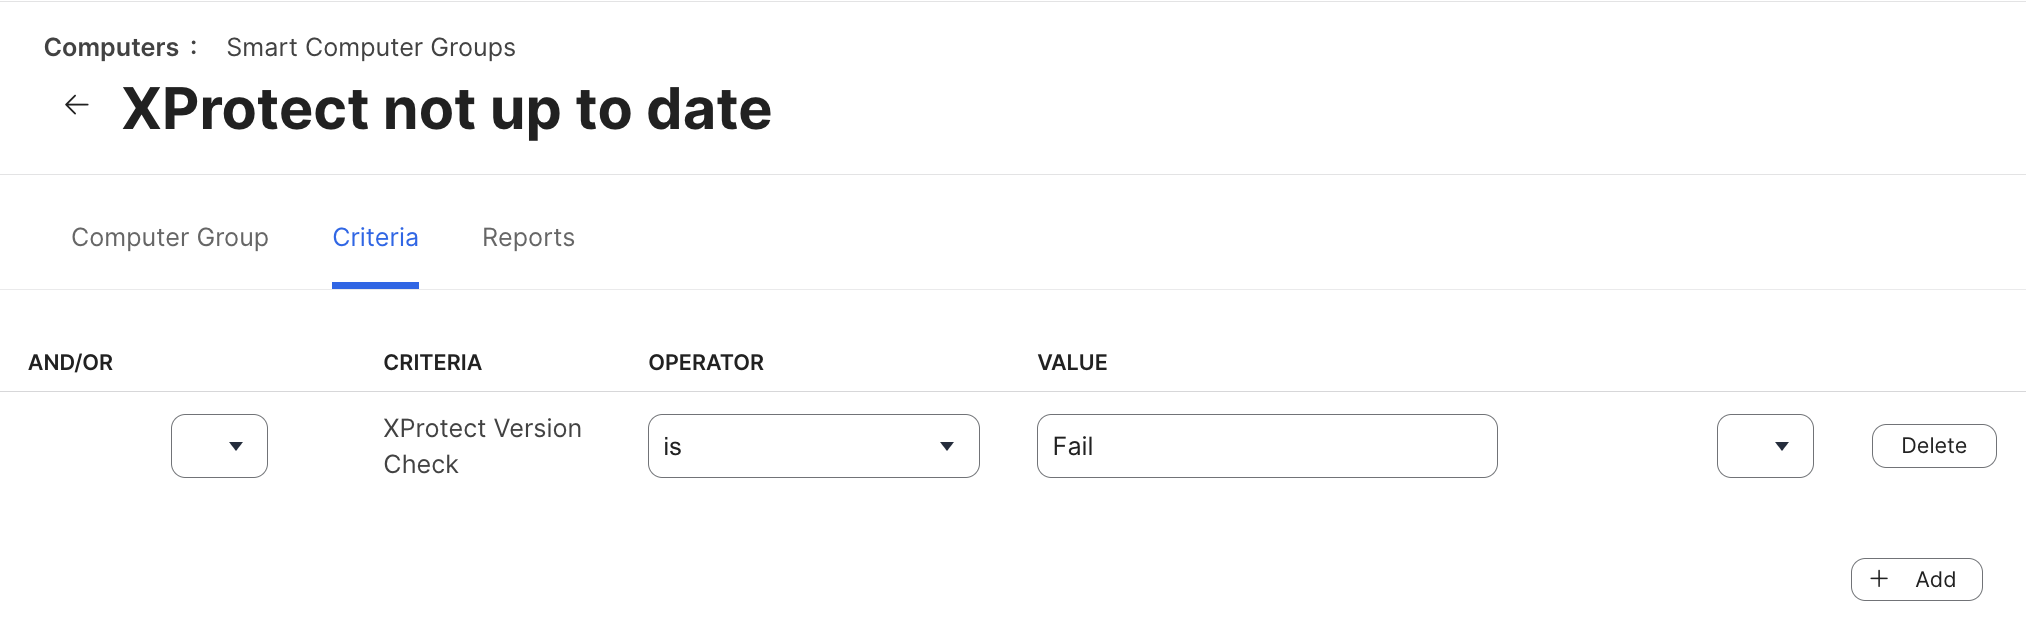 Computers : Smart Computer Groups
← XProtect not up to date
Computer Group Criteria Reports
AND/OR CRITERIA OPERATOR VALUE
XProtect Version
Check
is Fail Delete
+ Add